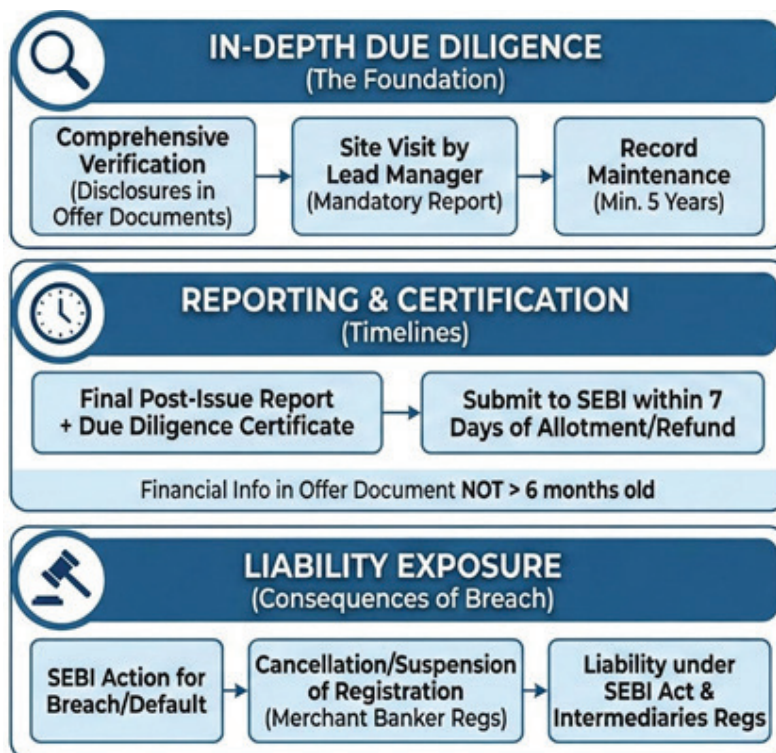 IN-DEPTH DUE DILIGENCE
(The Foundation)
Comprehensive
Verification
(Disclosures in
Offer Documents)
Site Visit by
Lead Manager
(Mandatory Report)
Record
Maintenance
(Min. 5 Years)
REPORTING & CERTIFICATION
(Timelines)
Final Post-Issue Report
+ Due Diligence Certificate
Submit to SEBI within 7
Days of Allotment/Refund
Financial Info in Offer Document NOT > 6 months old
LIABILITY EXPOSURE
(Consequences of Breach)
SEBI Action for
Breach/Default
Cancellation/Suspension
of Registration
(Merchant Banker Regs)
Liability under
SEBI Act &
Intermediaries Regs